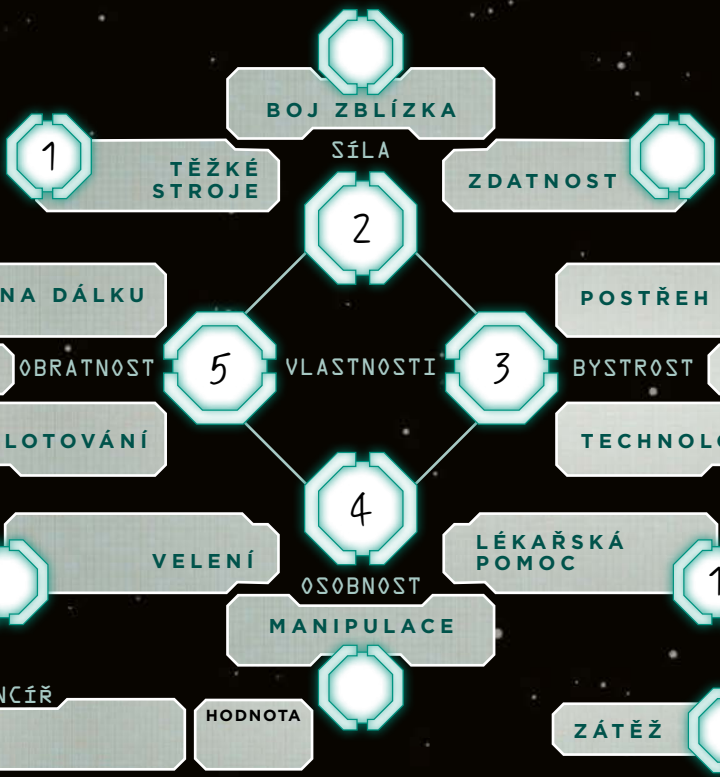 BOJ ZBLÍZKA
SÍLA
1
TĚŽKÉ
STROJE
ZDATNOST
2
NA DÁLKU
POSTŘEH
OBRATNOST
5
VLASTNOSTI
3
BYSTROST
LOTOVÁNÍ
TECHNOLO
4
VELENÍ
LÉKAŘSKÁ
POMOC
1
OSOBNOST
MANIPULACE
NCÍŘ
HODNOTA
ZÁTĚŽ